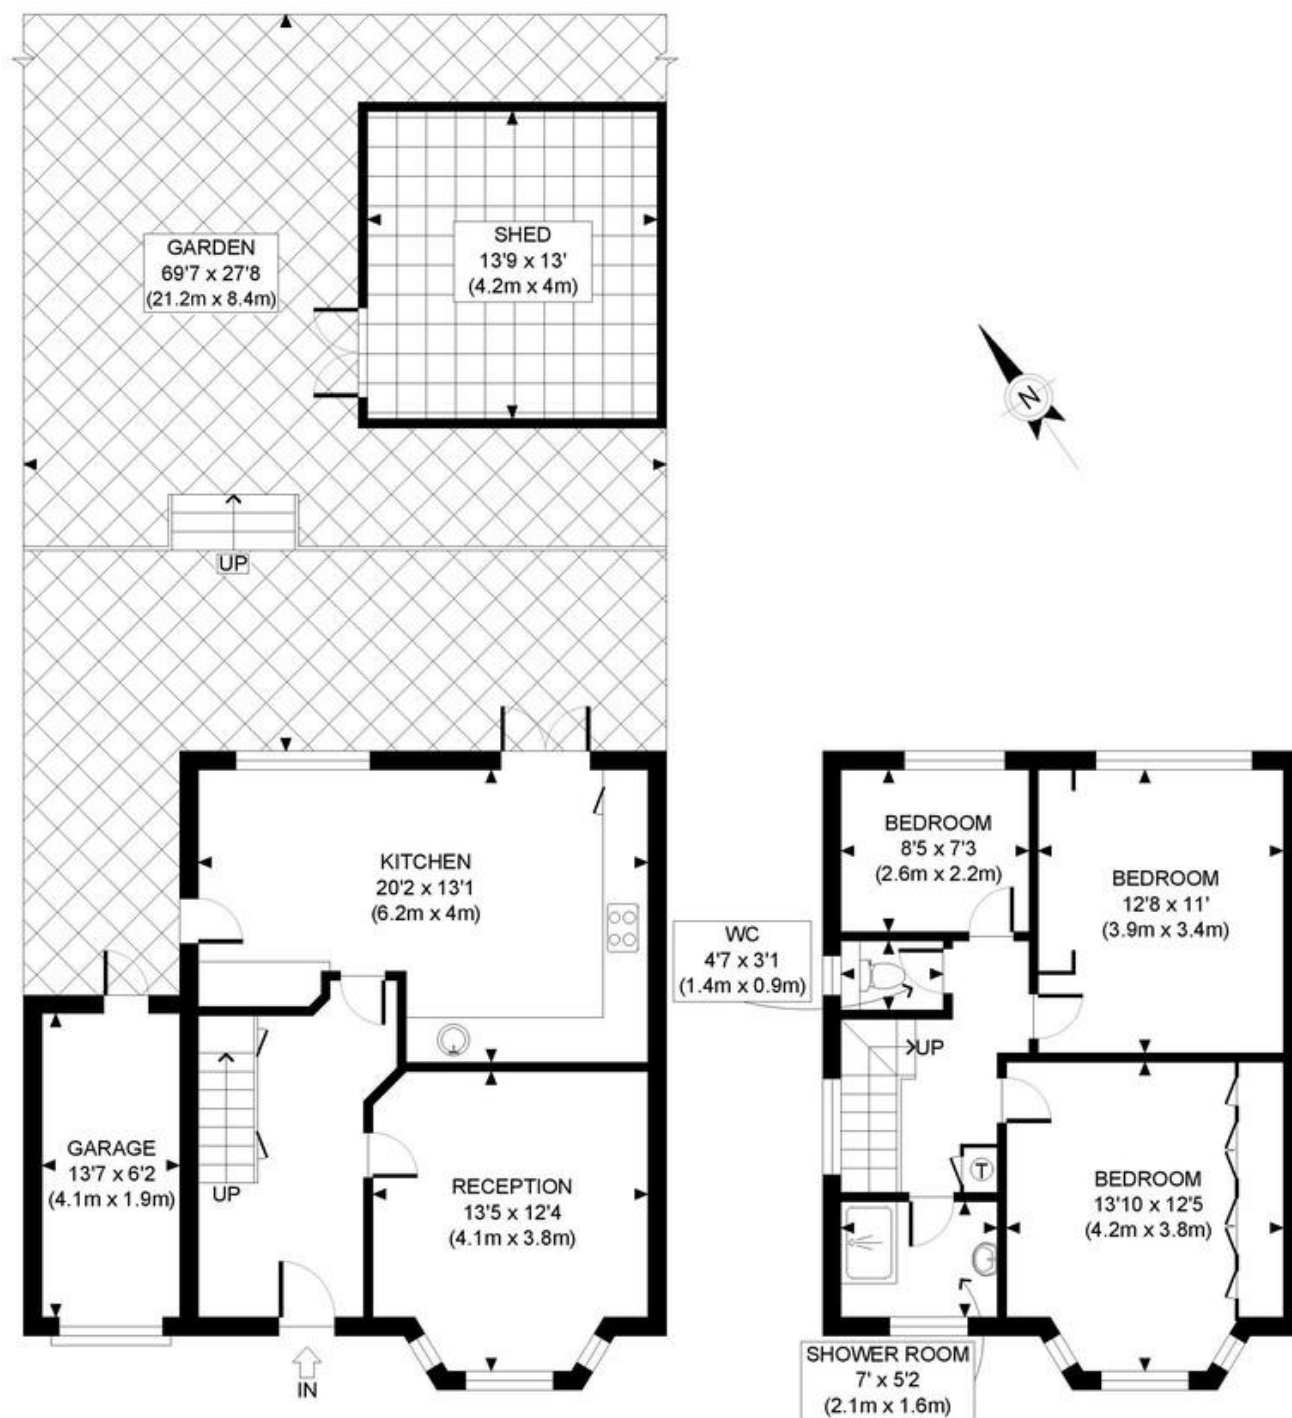 GARDEN
69'7 x 27'8
(21.2m x 8.4m)
SHED
13'9 x 13'
(4.2m x 4m)
N
UP
KITCHEN
20'2 x 13'1
(6.2m x 4m)
GARAGE
13'7 x 6'2
(4.1m x 1.9m)
UP
RECEPTION
13'5 x 12'4
(4.1m x 3.8m)
IN
BEDROOM
8'5 x 7'3
(2.6m x 2.2m)
BEDROOM
12'8 x 11'
(3.9m x 3.4m)
WC
4'7 x 3'1
(1.4m x 0.9m)
UP
T
BEDROOM
13'10 x 12'5
(4.2m x 3.8m)
SHOWER ROOM
7' x 5'2
(2.1m x 1.6m)